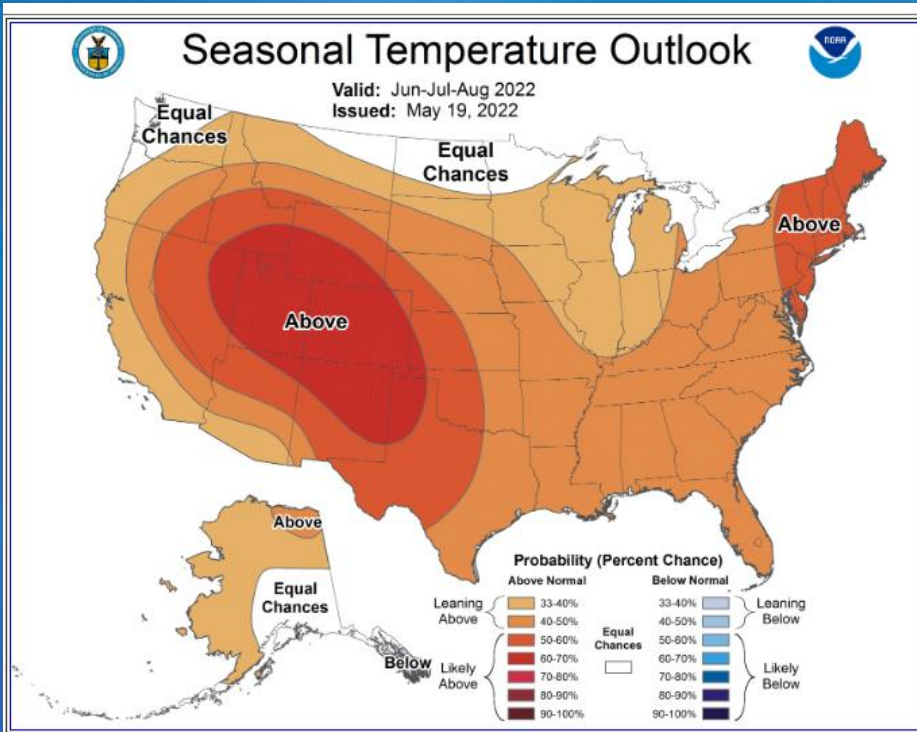 Seasonal Temperature Outlook
NOAA
Valid: Jun-Jul-Aug 2022
Issued: May 19, 2022
Equal
Chances
Equal
Chances
Above
Above
Above
Equal
Chances
Below
Probability (Percent Chance)
Above Normal
Below Normal
Leaning
Above
33-40%
40-50%
Likely
Above
50-60%
60-70%
70-80%
80-90%
90-100%
Equal
Chances
33-40%
40-50%
Leaning
Below
50-60%
60-70%
70-80%
80-90%
90-100%
Likely
Below